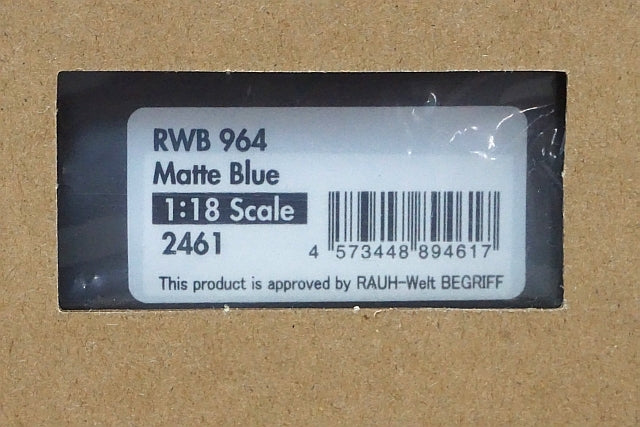 RWB 964
Matte Blue
1:18 Scale
2461
4 573448 894617
This product is approved by RAUH-Welt BEGRIFF